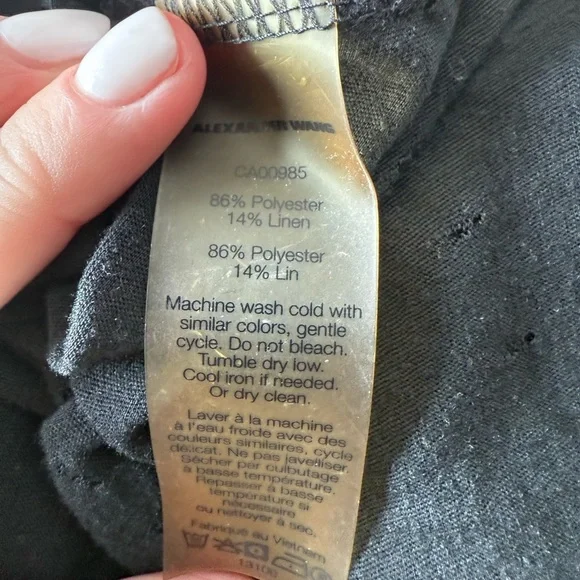 ALEXANDER WANG
CA00985
86% Polyester
14% Linen
86% Polyester
14% Lin
Machine wash cold with
similar colors, gentle
cycle. Do not bleach.
Tumble dry low.
Cool iron if needed.
Or dry clean.
Laver à la machine
à l'eau froide avec des
couleurs similaires, cycle
délicat. Ne pas javelliser.
Sécher par culbutage
à basse température.
Repasser à basse
température si
nécessaire
ou nettoyer à sec.
Fabriqué au Vietnam
13100